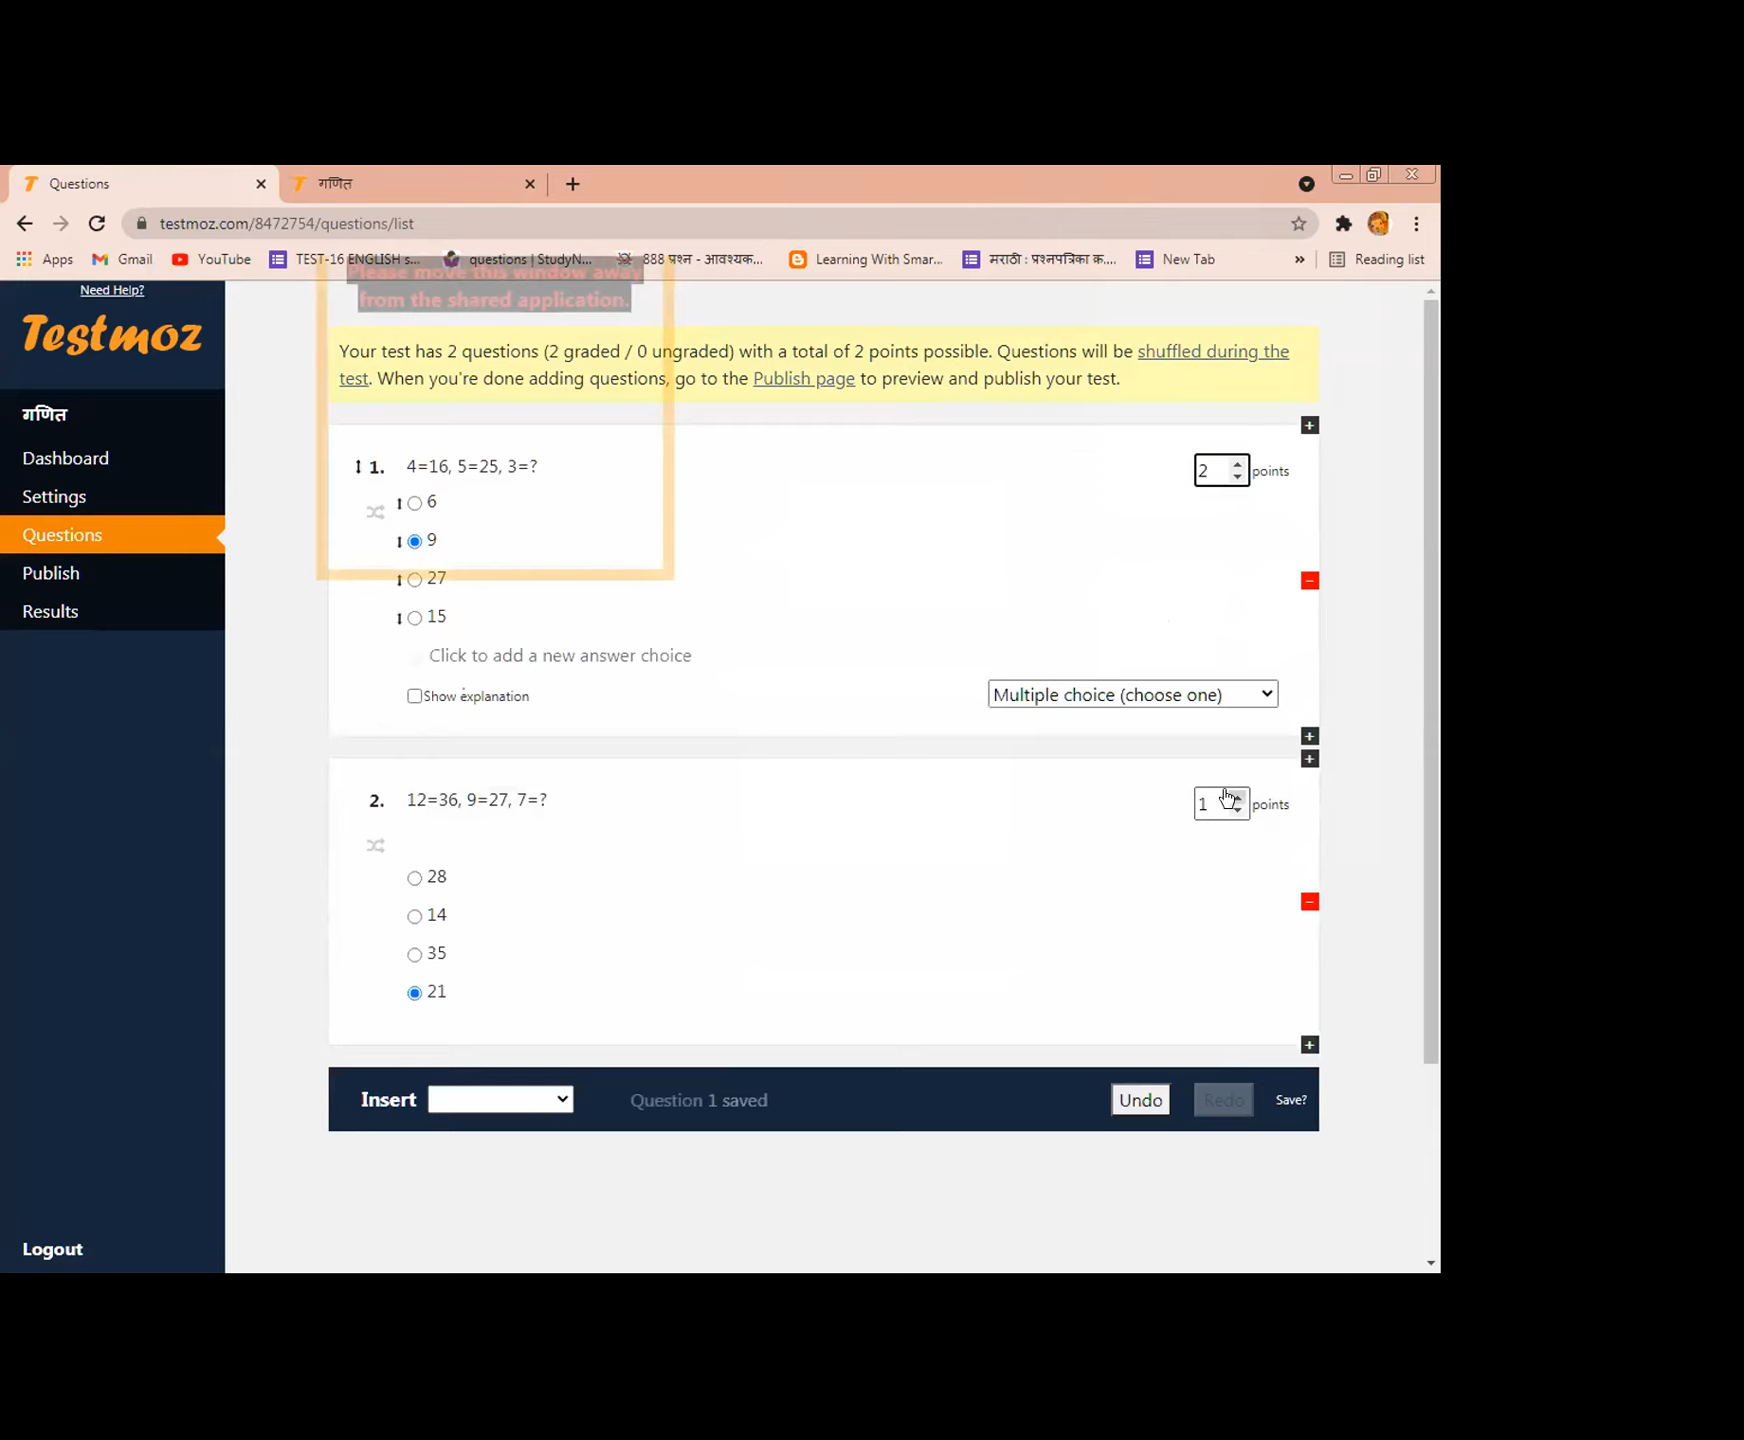 Questions
गणित
testmoz.com/8472754/questions/list
Apps
Gmail
YouTube
TEST-16 ENGLISH s...
questions | StudyN...
888 प्रश्न - आवश्यक...
Learning With Smar...
मराठी : प्रश्नपत्रिका क....
New Tab
»
Reading list
Need Help?
Please move this window away
from the shared application.
Testmoz
Your test has 2 questions (2 graded / 0 ungraded) with a total of 2 points possible. Questions will be shuffled during the
test. When you're done adding questions, go to the Publish page to preview and publish your test.
गणित
Dashboard
Settings
Questions
Publish
Results
1. 4=16, 5=25, 3=?
2 points
6
9
27
15
Click to add a new answer choice
Show explanation
Multiple choice (choose one)
2. 12=36, 9=27, 7=?
1 points
28
14
35
21
Insert
Question 1 saved
Undo
Redo
Save?
Logout